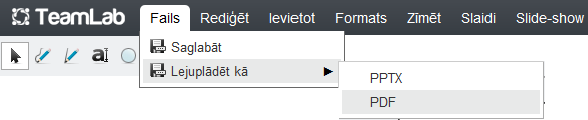 TeamLab Fails Rediģēt Ievietot Formats Zīmēt Slaidi Slide-show
Saglabāt
Lejuplādēt kā
PPTX
PDF